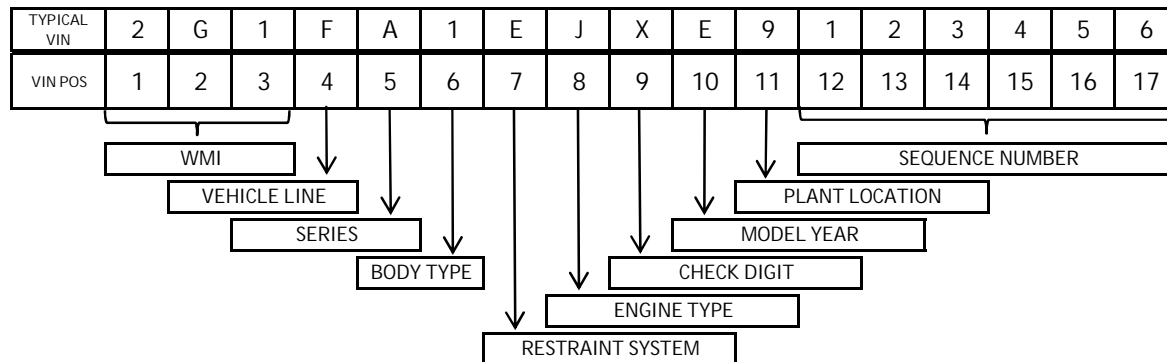 TYPICAL VIN 2 G 1 F A 1 E J X E 9 1 2 3 4 5 6
VIN POS 1 2 3 4 5 6 7 8 9 10 11 12 13 14 15 16 17
WMI SEQUENCE NUMBER
VEHICLE LINE PLANT LOCATION
SERIES MODEL YEAR
BODY TYPE CHECK DIGIT
ENGINE TYPE
RESTRAINT SYSTEM